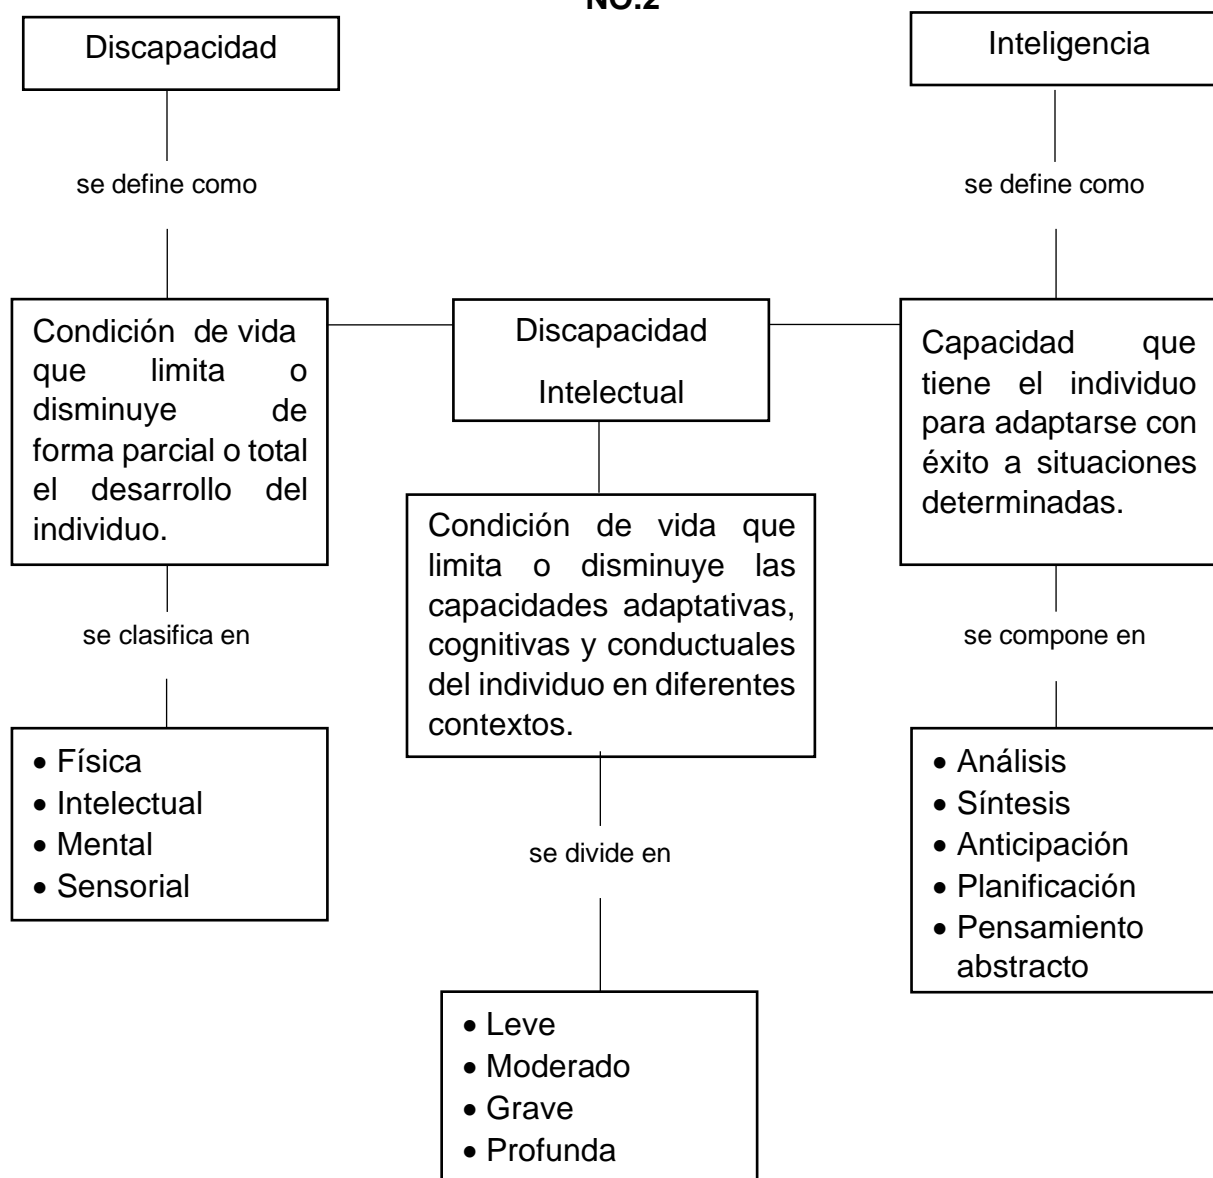 NO.2
Discapacidad
Inteligencia
se define como
se define como
Condición de vida
que limita o
disminuye de
forma parcial o total
el desarrollo del
individuo.
Discapacidad
Intelectual
Capacidad que
tiene el individuo
para adaptarse con
éxito a situaciones
determinadas.
Condición de vida que
limita o disminuye las
capacidades adaptativas,
cognitivas y conductuales
del individuo en diferentes
contextos.
se clasifica en
se compone en
• Física
• Intelectual
• Mental
• Sensorial
se divide en
• Análisis
• Síntesis
• Anticipación
• Planificación
• Pensamiento
abstracto
• Leve
• Moderado
• Grave
• Profunda